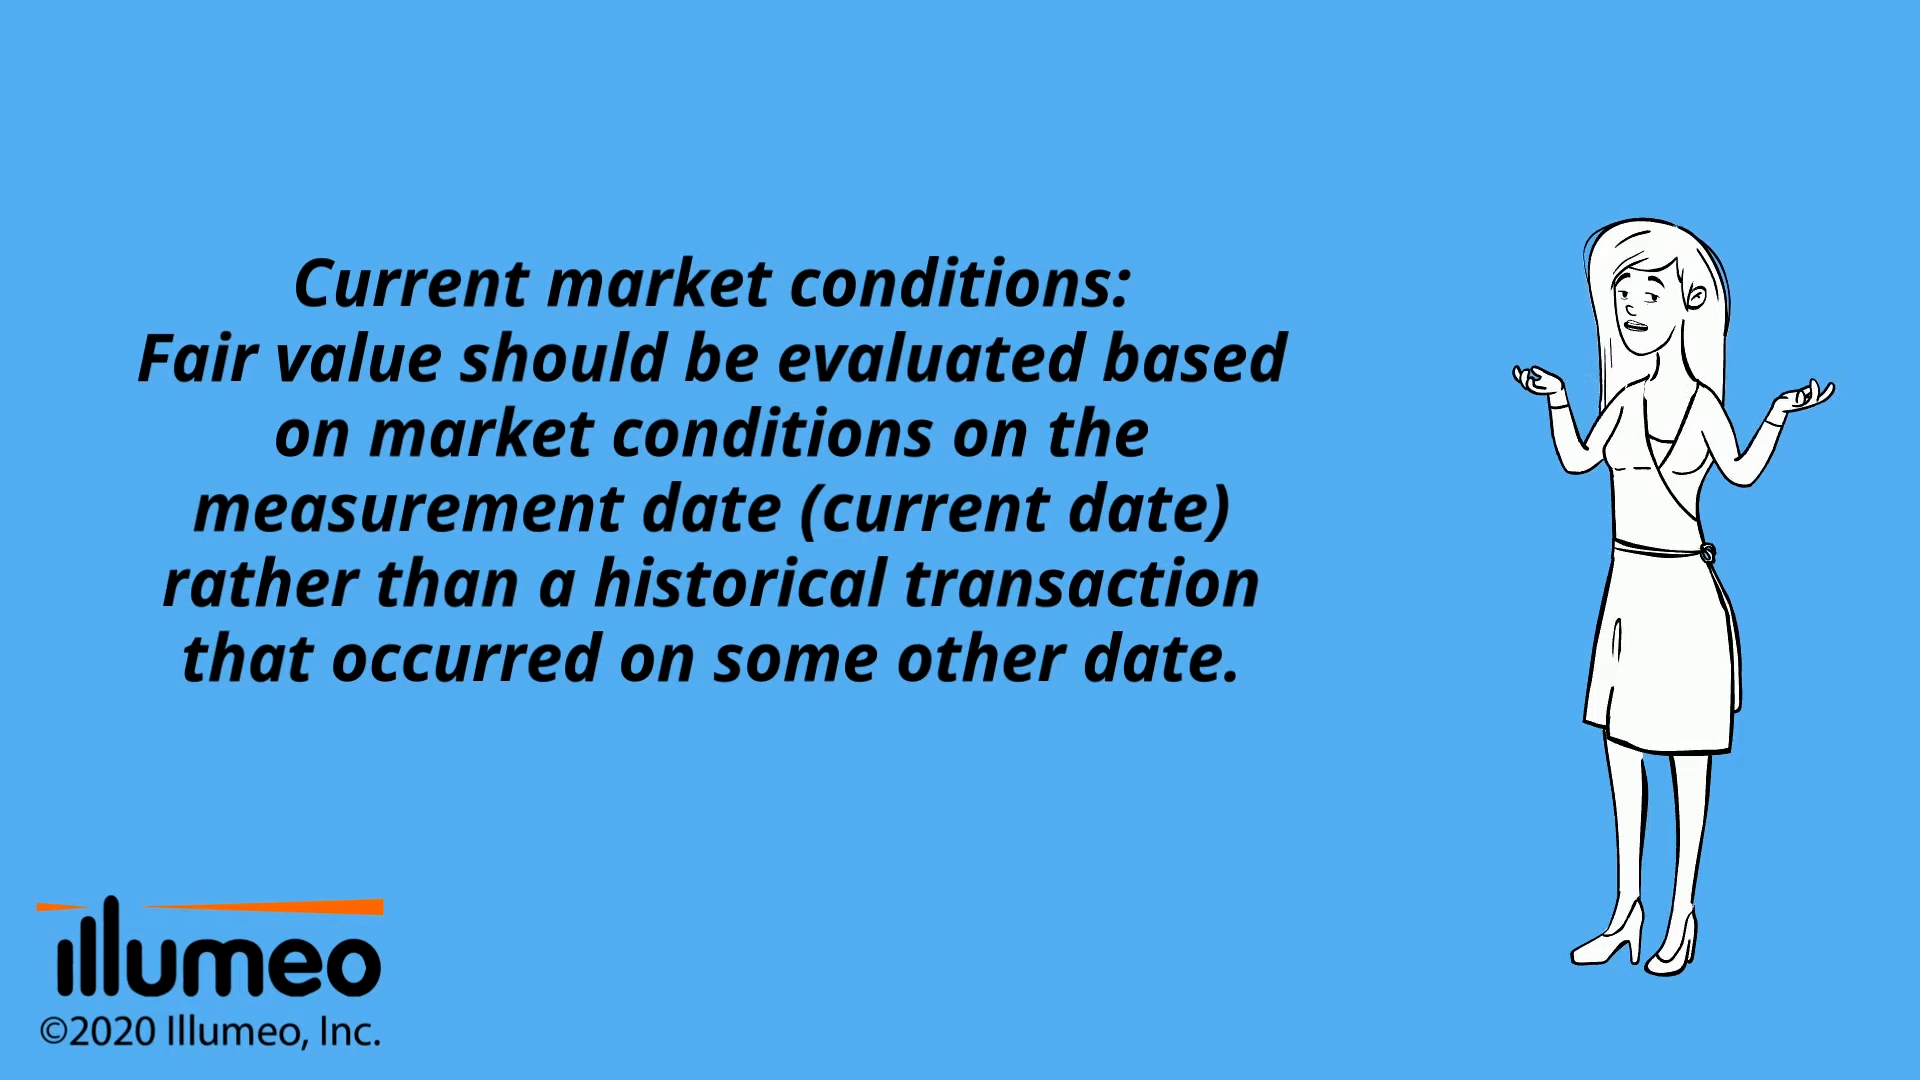 Current market conditions:
Fair value should be evaluated based
on market conditions on the
measurement date (current date)
rather than a historical transaction
that occurred on some other date.
illumeo
©2020 Illumeo, Inc.